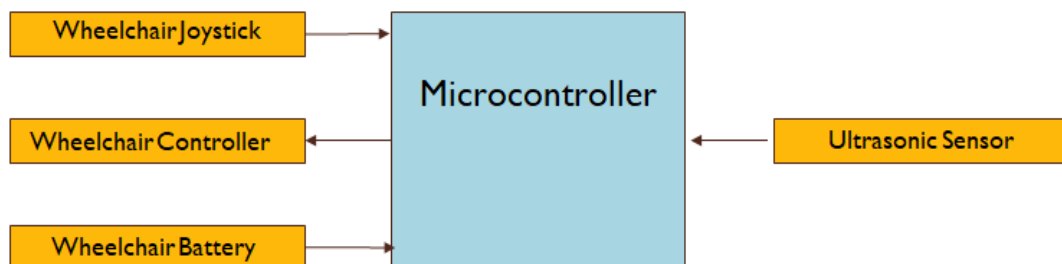 Wheelchair Joystick
Microcontroller
Wheelchair Controller
Ultrasonic Sensor
Wheelchair Battery